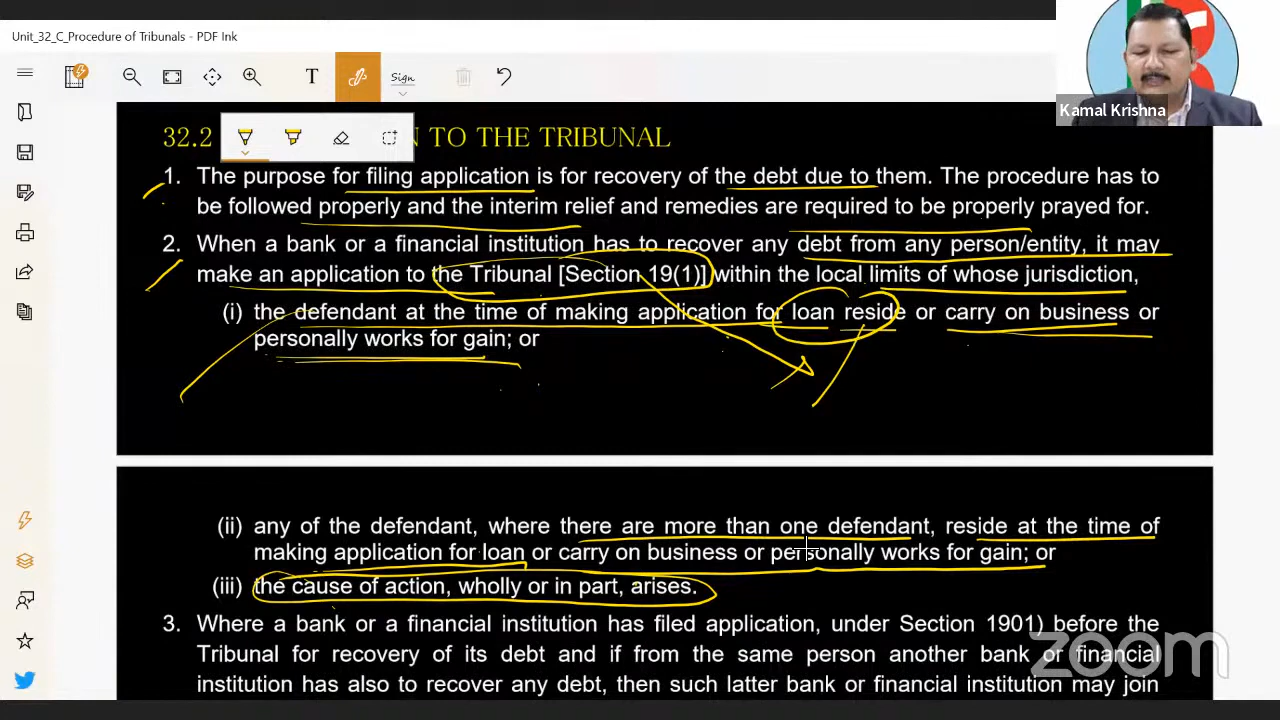 Unit_32_C_Procedure of Tribunals - PDF Ink
T
Sign
Kamal Krishna
32.2 N TO THE TRIBUNAL
1. The purpose for filing application is for recovery of the debt due to them. The procedure has to
be followed properly and the interim relief and remedies are required to be properly prayed for.
2. When a bank or a financial institution has to recover any debt from any person/entity, it may
make an application to the Tribunal [Section 19(1)] within the local limits of whose jurisdiction,
(i) the defendant at the time of making application for loan reside or carry on business or
personally works for gain; or
(ii) any of the defendant, where there are more than one defendant, reside at the time of
making application for loan or carry on business or personally works for gain; or
(iii) the cause of action, wholly or in part, arises.
3. Where a bank or a financial institution has filed application, under Section 1901) before the
Tribunal for recovery of its debt and if from the same person another bank or financial
institution has also to recover any debt, then such latter bank or financial institution may join
zoom